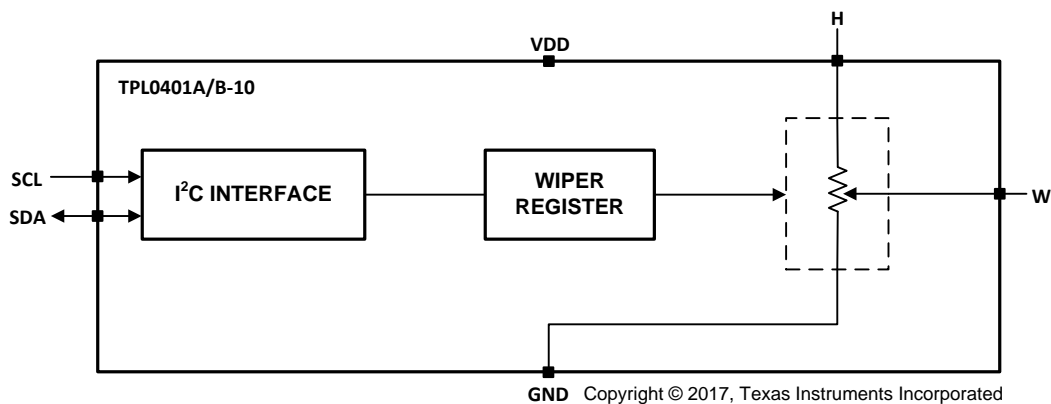 H
VDD
TPL0401A/B-10
SCL
SDA
I²C INTERFACE
WIPER
REGISTER
W
GND
Copyright © 2017, Texas Instruments Incorporated